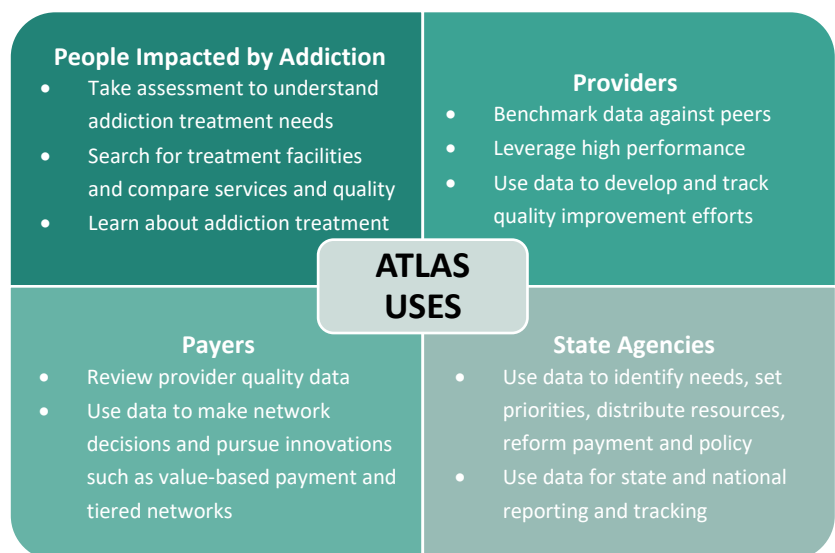 People Impacted by Addiction
• Take assessment to understand
addiction treatment needs
• Search for treatment facilities
and compare services and quality
• Learn about addiction treatment
Providers
• Benchmark data against peers
• Leverage high performance
• Use data to develop and track
quality improvement efforts
ATLAS
USES
Payers
• Review provider quality data
• Use data to make network
decisions and pursue innovations
such as value-based payment and
tiered networks
State Agencies
• Use data to identify needs, set
priorities, distribute resources,
reform payment and policy
• Use data for state and national
reporting and tracking